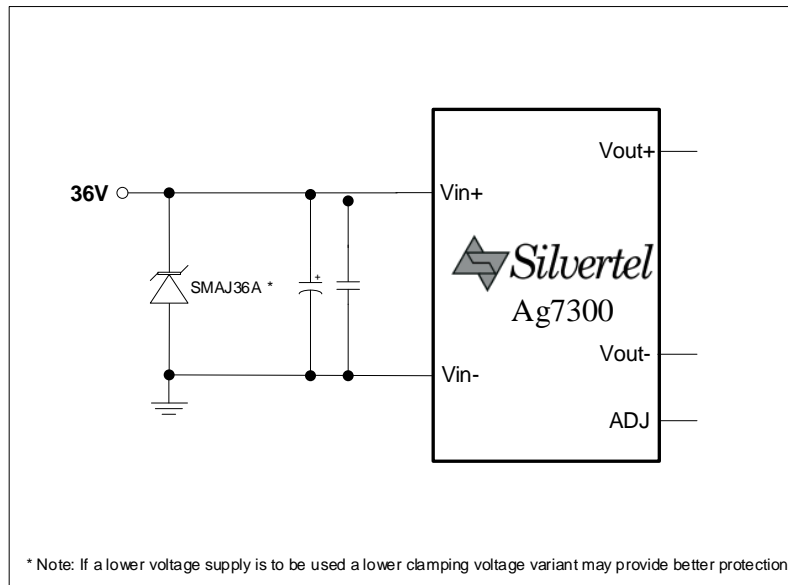 Vout+
36V
Vin+
SMAJ36A *
+
Silvertel
Ag7300
Vout-
Vin-
ADJ
* Note: If a lower voltage supply is to be used a lower clamping voltage variant may provide better protection